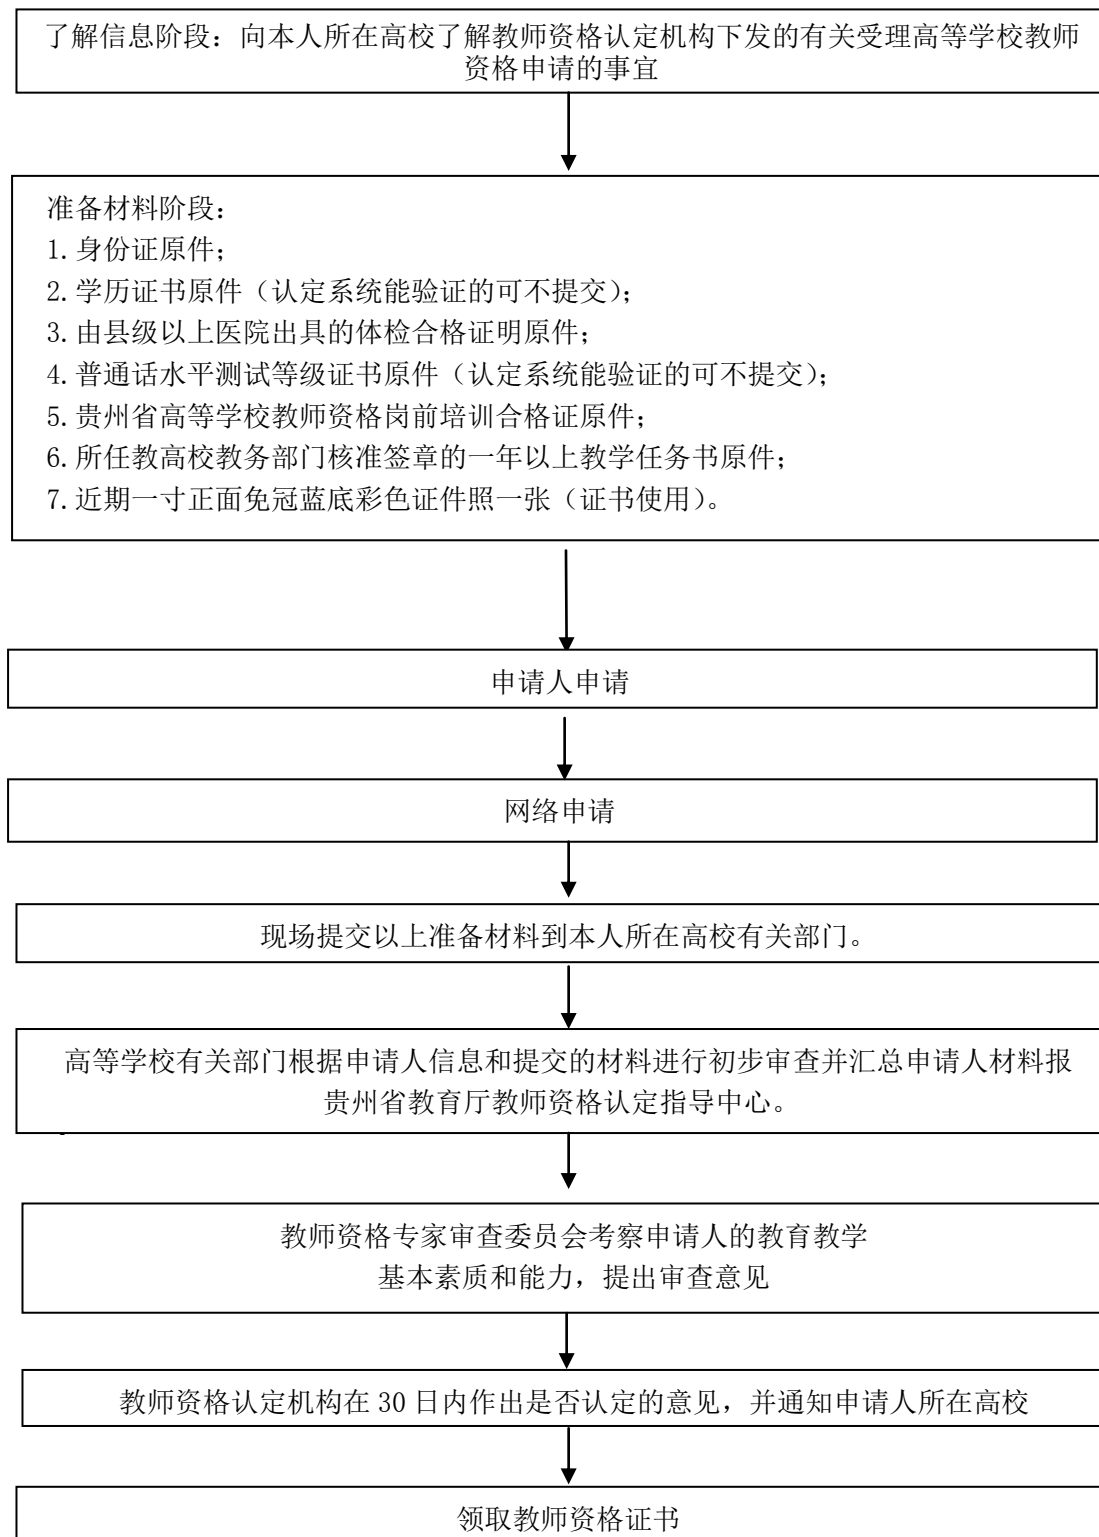 了解信息阶段：向本人所在高校了解教师资格认定机构下发的有关受理高等学校教师
资格申请的事宜
准备材料阶段：
1.身份证原件；
2.学历证书原件（认定系统能验证的可不提交）；
3.由县级以上医院出具的体检合格证明原件；
4.普通话水平测试等级证书原件（认定系统能验证的可不提交）；
5.贵州省高等学校教师资格岗前培训合格证原件；
6.所任教高校教务部门核准签章的一年以上教学任务书原件；
7.近期一寸正面免冠蓝底彩色证件照一张（证书使用）。
申请人申请
网络申请
现场提交以上准备材料到本人所在高校有关部门。
高等学校有关部门根据申请人信息和提交的材料进行初步审查并汇总申请人材料报
贵州省教育厅教师资格认定指导中心。
教师资格专家审查委员会考察申请人的教育教学
基本素质和能力，提出审查意见
教师资格认定机构在 30 日内作出是否认定的意见，并通知申请人所在高校
领取教师资格证书